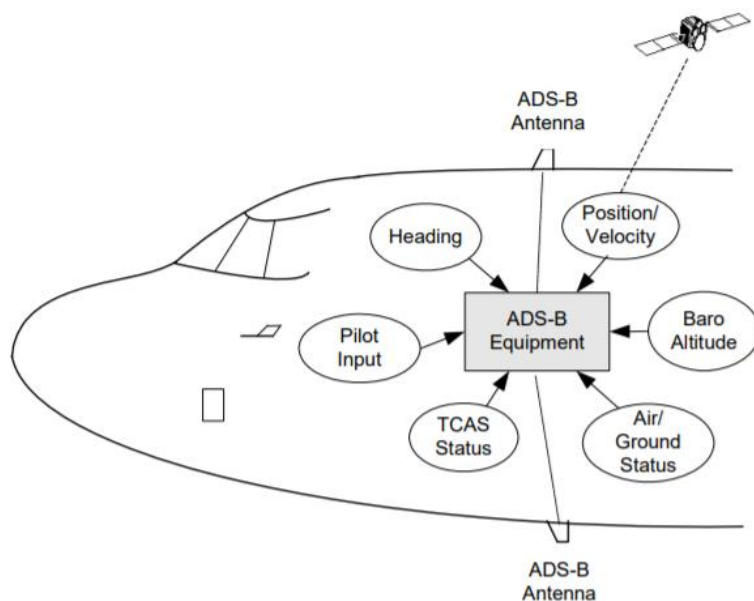 ADS-B
Antenna
Heading
Position/
Velocity
Pilot
Input
ADS-B
Equipment
Baro
Altitude
TCAS
Status
Air/
Ground
Status
ADS-B
Antenna